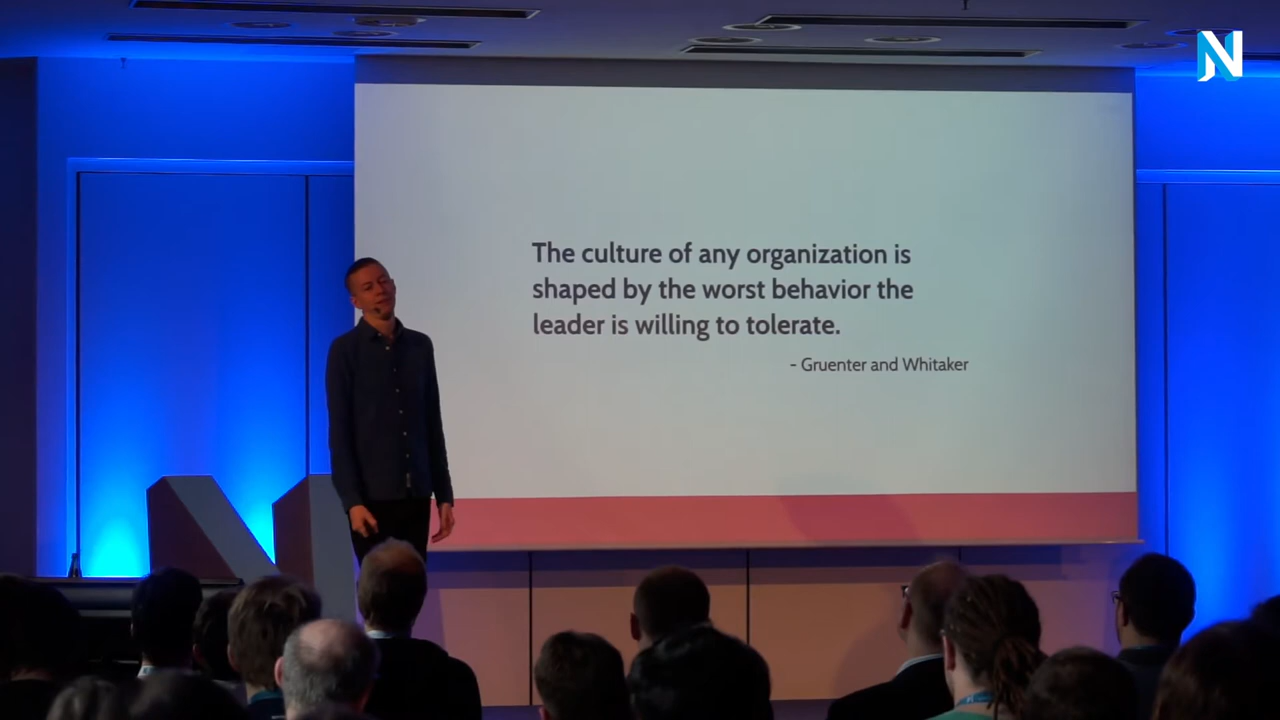 N
The culture of any organization is
shaped by the worst behavior the
leader is willing to tolerate.
- Gruenter and Whitaker